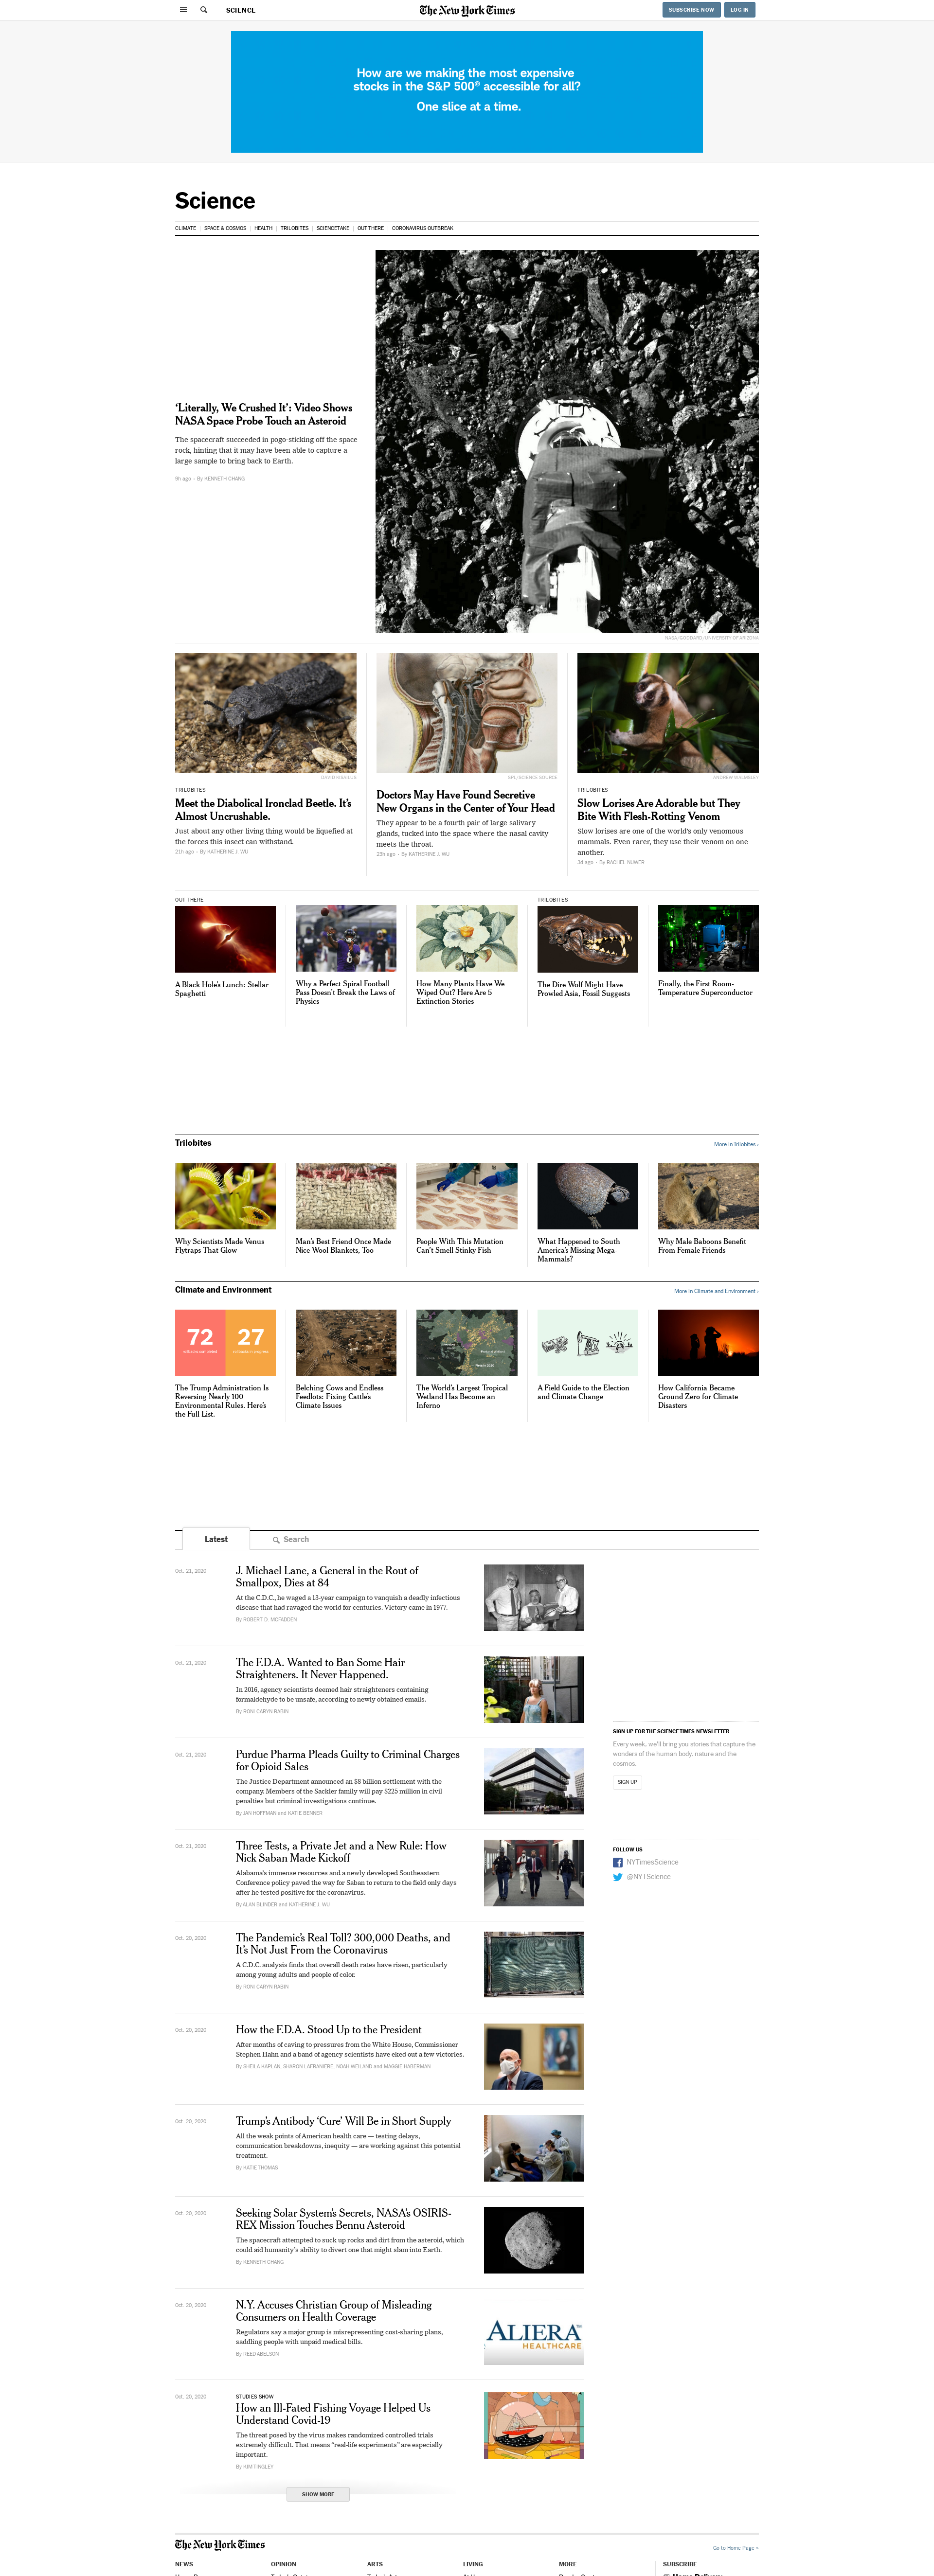 SCIENCE
The New York Times
SUBSCRIBE NOW
LOG IN
How are we making the most expensive
stocks in the S&P 500® accessible for all?
One slice at a time.
Science
CLIMATE
SPACE & COSMOS
HEALTH
TRILOBITES
SCIENCETAKE
OUT THERE
CORONAVIRUS OUTBREAK
‘Literally, We Crushed It’: Video Shows
NASA Space Probe Touch an Asteroid
The spacecraft succeeded in pogo-sticking off the space
rock, hinting that it may have been able to capture a
large sample to bring back to Earth.
9h ago - By KENNETH CHANG
NASA/GODDARD/UNIVERSITY OF ARIZONA
DAVID KISAILUS
TRILOBITES
Meet the Diabolical Ironclad Beetle. It’s
Almost Uncrushable.
Just about any other living thing would be liquefied at
the forces this insect can withstand.
21h ago - By KATHERINE J. WU
SPL/SCIENCE SOURCE
Doctors May Have Found Secretive
New Organs in the Center of Your Head
They appear to be a fourth pair of large salivary
glands, tucked into the space where the nasal cavity
meets the throat.
23h ago - By KATHERINE J. WU
ANDREW WALMSLEY
TRILOBITES
Slow Lorises Are Adorable but They
Bite With Flesh-Rotting Venom
Slow lorises are one of the world’s only venomous
mammals. Even rarer, they use their venom on one
another.
3d ago - By RACHEL NUWER
OUT THERE
A Black Hole’s Lunch: Stellar
Spaghetti
Why a Perfect Spiral Football
Pass Doesn’t Break the Laws of
Physics
How Many Plants Have We
Wiped Out? Here Are 5
Extinction Stories
TRILOBITES
The Dire Wolf Might Have
Prowled Asia, Fossil Suggests
Finally, the First Room-
Temperature Superconductor
Trilobites
More in Trilobites ›
Why Scientists Made Venus
Flytraps That Glow
Man’s Best Friend Once Made
Nice Wool Blankets, Too
People With This Mutation
Can’t Smell Stinky Fish
What Happened to South
America’s Missing Mega-
Mammals?
Why Male Baboons Benefit
From Female Friends
Climate and Environment
More in Climate and Environment ›
72
rollbacks completed
27
rollbacks in progress
The Trump Administration Is
Reversing Nearly 100
Environmental Rules. Here’s
the Full List.
Belching Cows and Endless
Feedlots: Fixing Cattle’s
Climate Issues
The World’s Largest Tropical
Wetland Has Become an
Inferno
A Field Guide to the Election
and Climate Change
How California Became
Ground Zero for Climate
Disasters
Latest
Search
Oct. 21, 2020
J. Michael Lane, a General in the Rout of
Smallpox, Dies at 84
At the C.D.C., he waged a 13-year campaign to vanquish a deadly infectious
disease that had ravaged the world for centuries. Victory came in 1977.
By ROBERT D. MCFADDEN
Oct. 21, 2020
The F.D.A. Wanted to Ban Some Hair
Straighteners. It Never Happened.
In 2016, agency scientists deemed hair straighteners containing
formaldehyde to be unsafe, according to newly obtained emails.
By RONI CARYN RABIN
SIGN UP FOR THE SCIENCE TIMES NEWSLETTER
Every week, we’ll bring you stories that capture the
wonders of the human body, nature and the
cosmos.
SIGN UP
Oct. 21, 2020
Purdue Pharma Pleads Guilty to Criminal Charges
for Opioid Sales
The Justice Department announced an $8 billion settlement with the
company. Members of the Sackler family will pay $225 million in civil
penalties but criminal investigations continue.
By JAN HOFFMAN and KATIE BENNER
FOLLOW US
NYTimesScience
@NYTScience
Oct. 21, 2020
Three Tests, a Private Jet and a New Rule: How
Nick Saban Made Kickoff
Alabama’s immense resources and a newly developed Southeastern
Conference policy paved the way for Saban to return to the field only days
after he tested positive for the coronavirus.
By ALAN BLINDER and KATHERINE J. WU
Oct. 20, 2020
The Pandemic’s Real Toll? 300,000 Deaths, and
It’s Not Just From the Coronavirus
A C.D.C. analysis finds that overall death rates have risen, particularly
among young adults and people of color.
By RONI CARYN RABIN
Oct. 20, 2020
How the F.D.A. Stood Up to the President
After months of caving to pressures from the White House, Commissioner
Stephen Hahn and a band of agency scientists have eked out a few victories.
By SHEILA KAPLAN, SHARON LAFRANIERE, NOAH WEILAND and MAGGIE HABERMAN
Oct. 20, 2020
Trump’s Antibody ‘Cure’ Will Be in Short Supply
All the weak points of American health care — testing delays,
communication breakdowns, inequity — are working against this potential
treatment.
By KATIE THOMAS
Oct. 20, 2020
Seeking Solar System’s Secrets, NASA’s OSIRIS-
REX Mission Touches Bennu Asteroid
The spacecraft attempted to suck up rocks and dirt from the asteroid, which
could aid humanity’s ability to divert one that might slam into Earth.
By KENNETH CHANG
Oct. 20, 2020
N.Y. Accuses Christian Group of Misleading
Consumers on Health Coverage
Regulators say a major group is misrepresenting cost-sharing plans,
saddling people with unpaid medical bills.
By REED ABELSON
ALIERA™
HEALTHCARE
Oct. 20, 2020
STUDIES SHOW
How an Ill-Fated Fishing Voyage Helped Us
Understand Covid-19
The threat posed by the virus makes randomized controlled trials
extremely difficult. That means “real-life experiments” are especially
important.
By KIM TINGLEY
SHOW MORE
The New York Times
Go to Home Page »
NEWS
OPINION
ARTS
LIVING
MORE
SUBSCRIBE